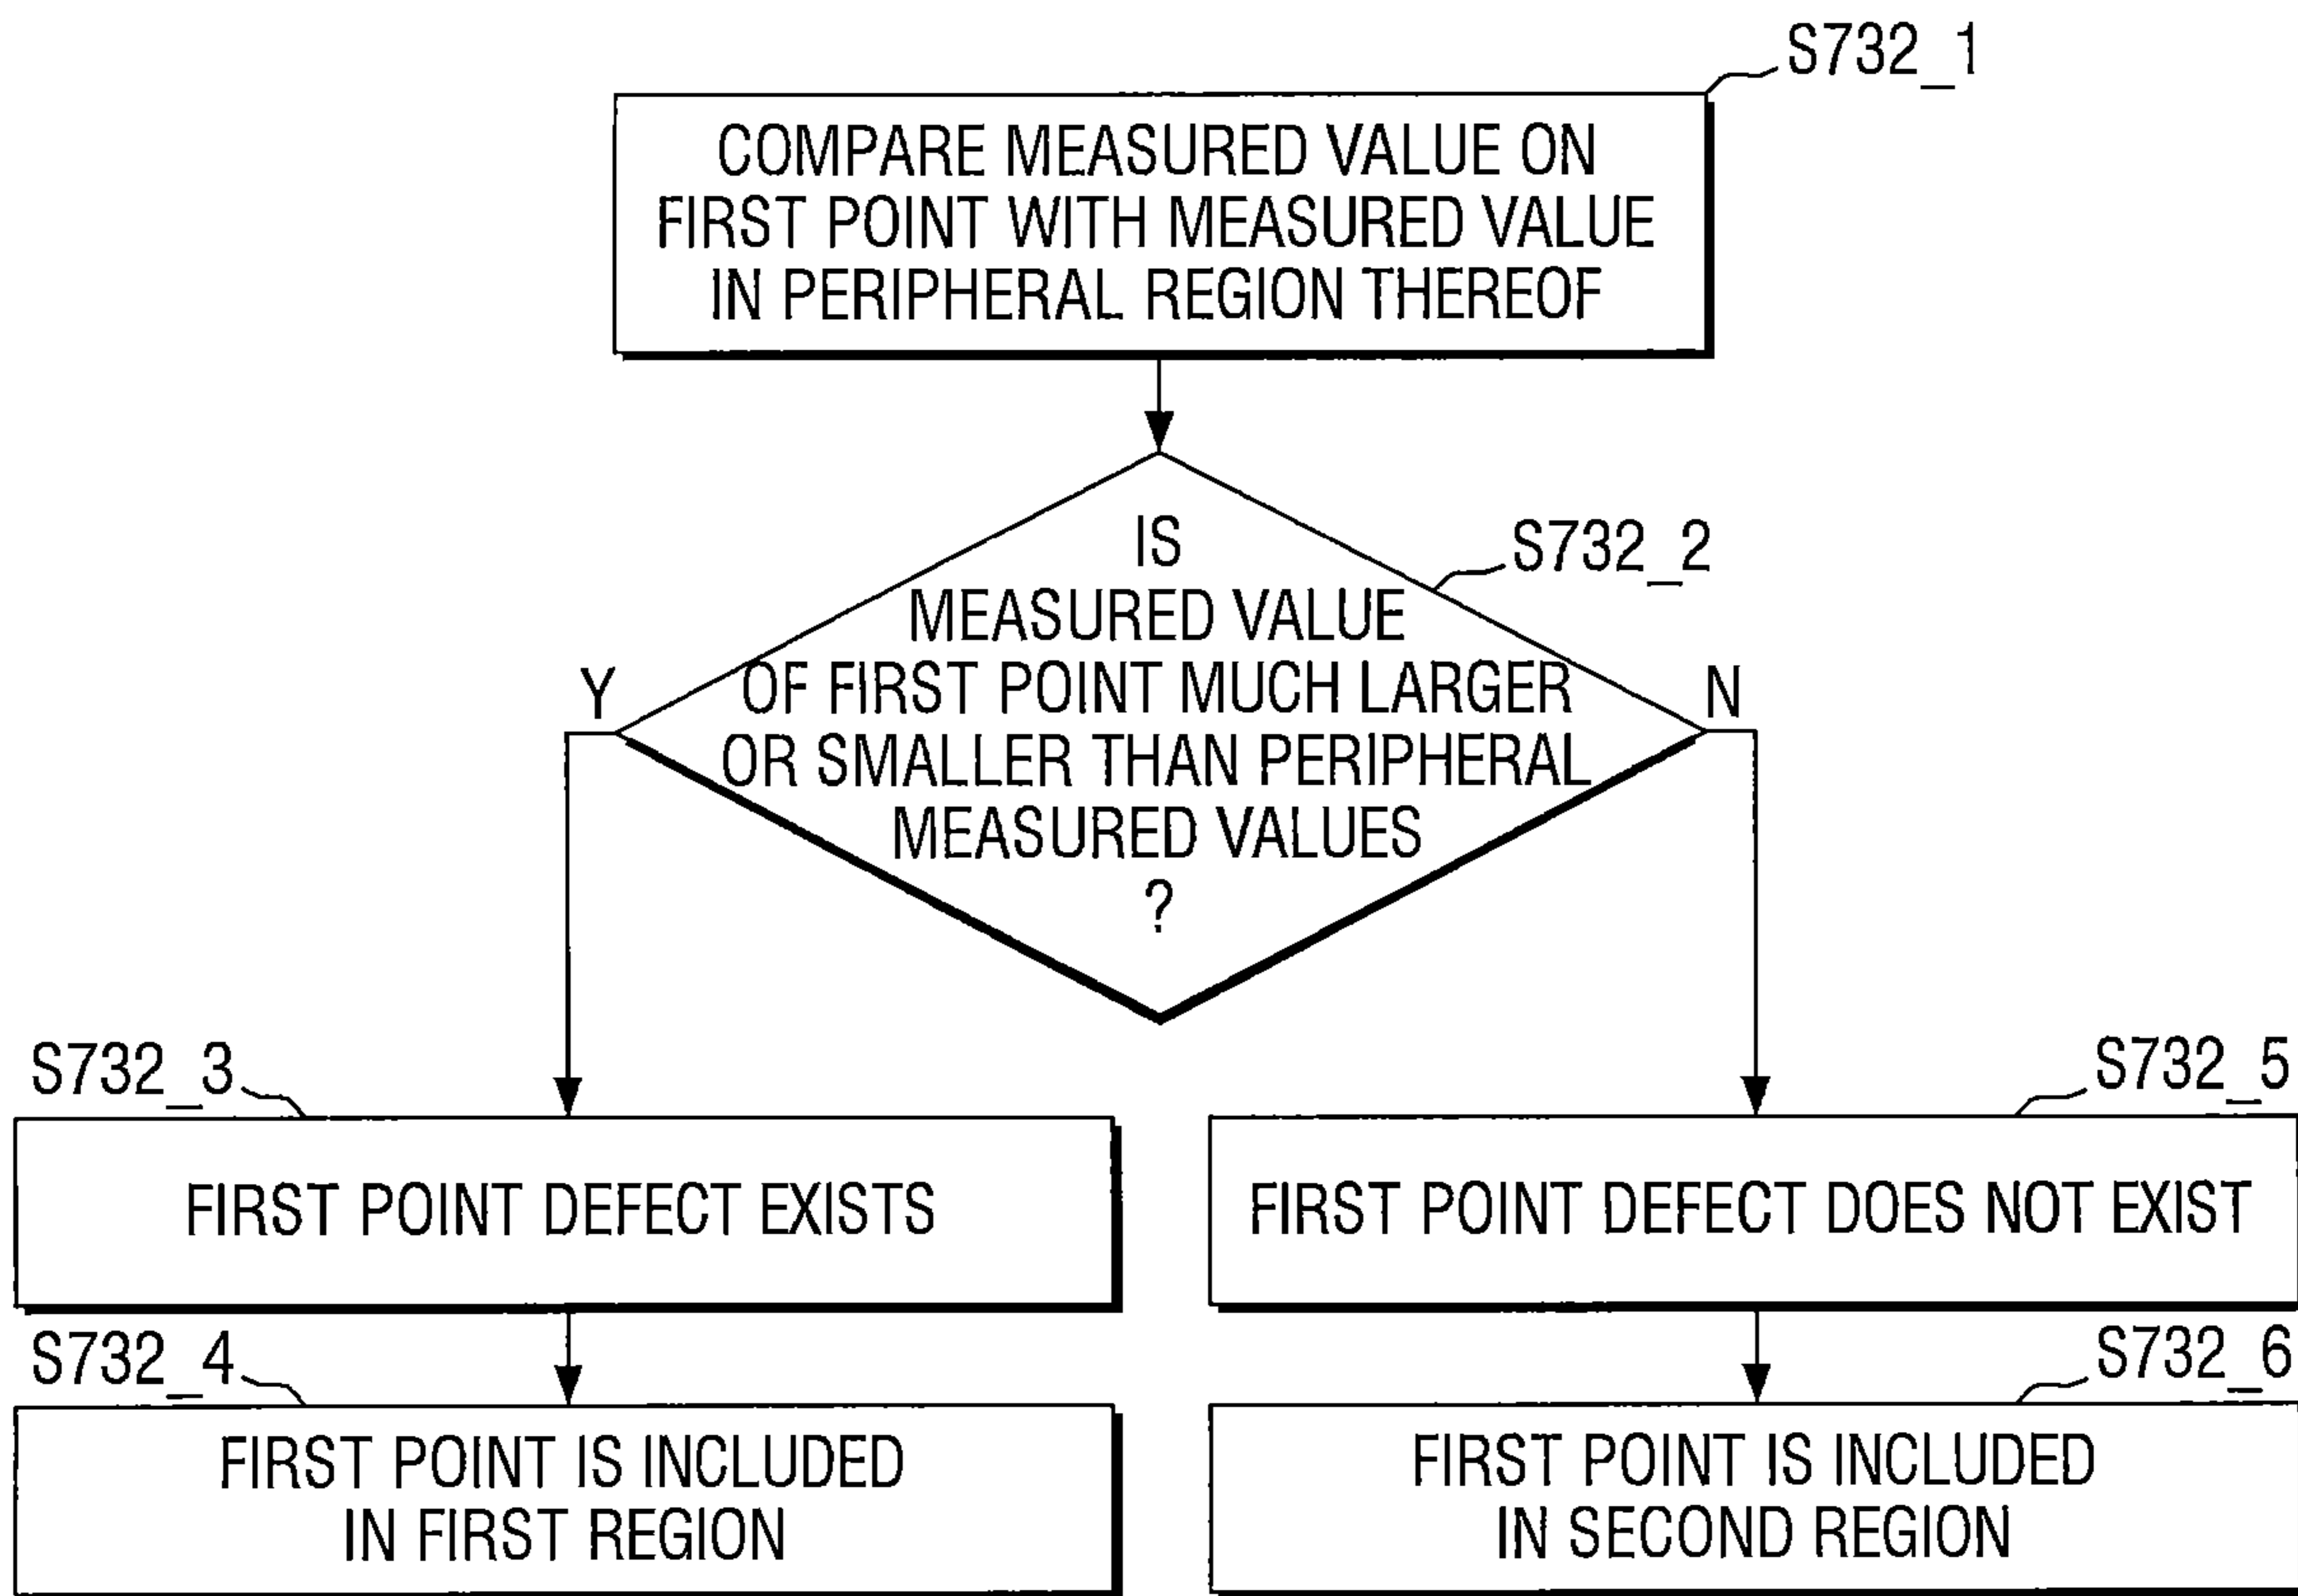 S732_1
COMPARE MEASURED VALUE ON
FIRST POINT WITH MEASURED VALUE
IN PERIPHERAL REGION THEREOF
S732_2
IS
MEASURED VALUE
OF FIRST POINT MUCH LARGER
OR SMALLER THAN PERIPHERAL
MEASURED VALUES
?
Y
N
S732_3
FIRST POINT DEFECT EXISTS
S732_4
FIRST POINT IS INCLUDED
IN FIRST REGION
S732_5
FIRST POINT DEFECT DOES NOT EXIST
S732_6
FIRST POINT IS INCLUDED
IN SECOND REGION